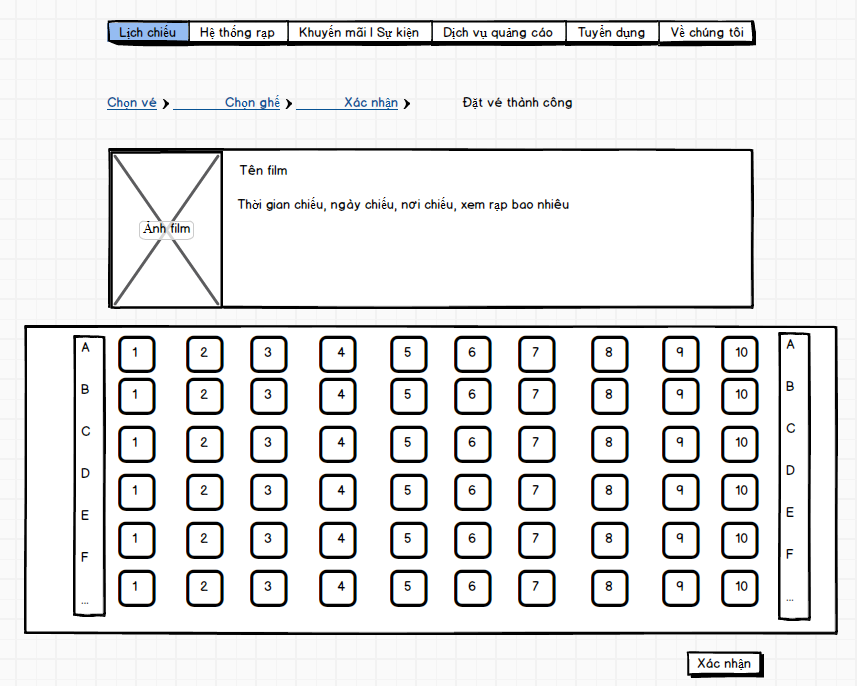 Lịch chiếu Hệ thống rạp Khuyến mãi | Sự kiện Dịch vụ quảng cáo Tuyển dụng Về chúng tôi
Chọn vé Chọn ghế Xác nhận Đặt vé thành công
Tên film
Thời gian chiếu, ngày chiếu, nơi chiếu, xem rạp bao nhiêu
Ảnh film
A 1 2 3 4 5 6 7 8 9 10 A
B 1 2 3 4 5 6 7 8 9 10 B
C 1 2 3 4 5 6 7 8 9 10 C
D 1 2 3 4 5 6 7 8 9 10 D
E 1 2 3 4 5 6 7 8 9 10 E
F 1 2 3 4 5 6 7 8 9 10 F
... ...
Xác nhận